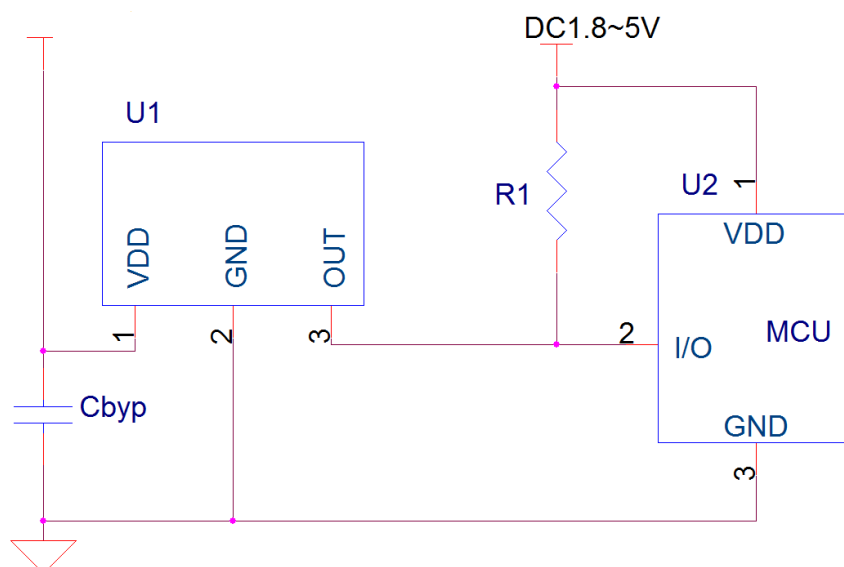 DC1.8~5V
U1
R1
U2
1
VDD
VDD
GND
OUT
1
2
3
2
I/O
MCU
Cbyp
GND
3